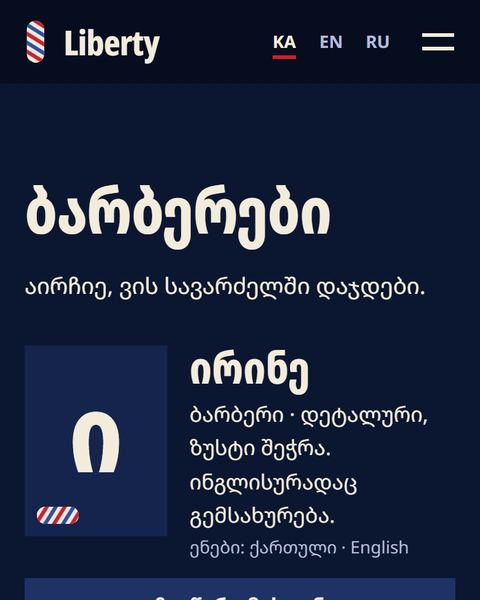 Liberty
KA EN RU
ბარბერები
აირჩიე, ვის სავარძელში დაჯდები.
ი
ირინე
ბარბერი · დეტალური,
ზუსტი შეჭრა.
ინგლისურადაც
გემსახურება.
ენები: ქართული · English